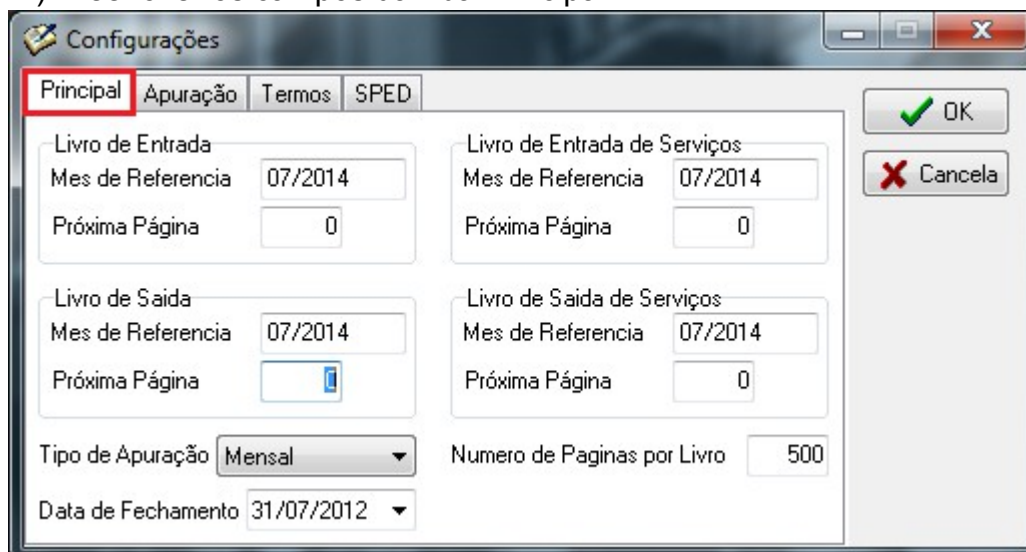 Configurações
Principal Apuração Termos SPED
OK
Cancela
Livro de Entrada
Mes de Referencia 07/2014
Próxima Página 0
Livro de Entrada de Serviços
Mes de Referencia 07/2014
Próxima Página 0
Livro de Saida
Mes de Referencia 07/2014
Próxima Página 0
Livro de Saida de Serviços
Mes de Referencia 07/2014
Próxima Página 0
Tipo de Apuração Mensal
Numero de Paginas por Livro 500
Data de Fechamento 31/07/2012